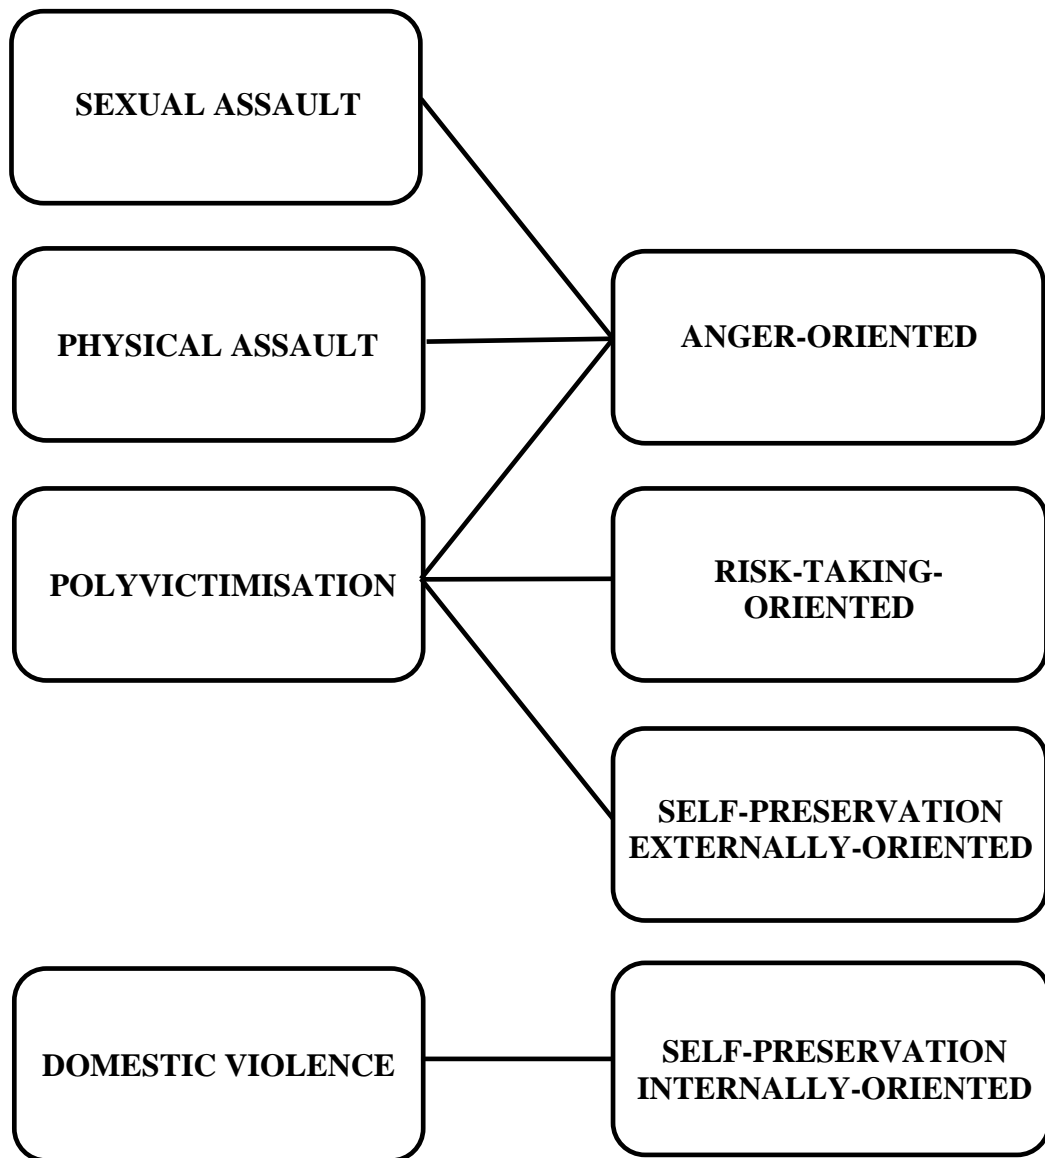 SEXUAL ASSAULT
PHYSICAL ASSAULT
ANGER-ORIENTED
POLYVICTIMISATION
RISK-TAKING-
ORIENTED
SELF-PRESERVATION
EXTERNALLY-ORIENTED
DOMESTIC VIOLENCE
SELF-PRESERVATION
INTERNALLY-ORIENTED